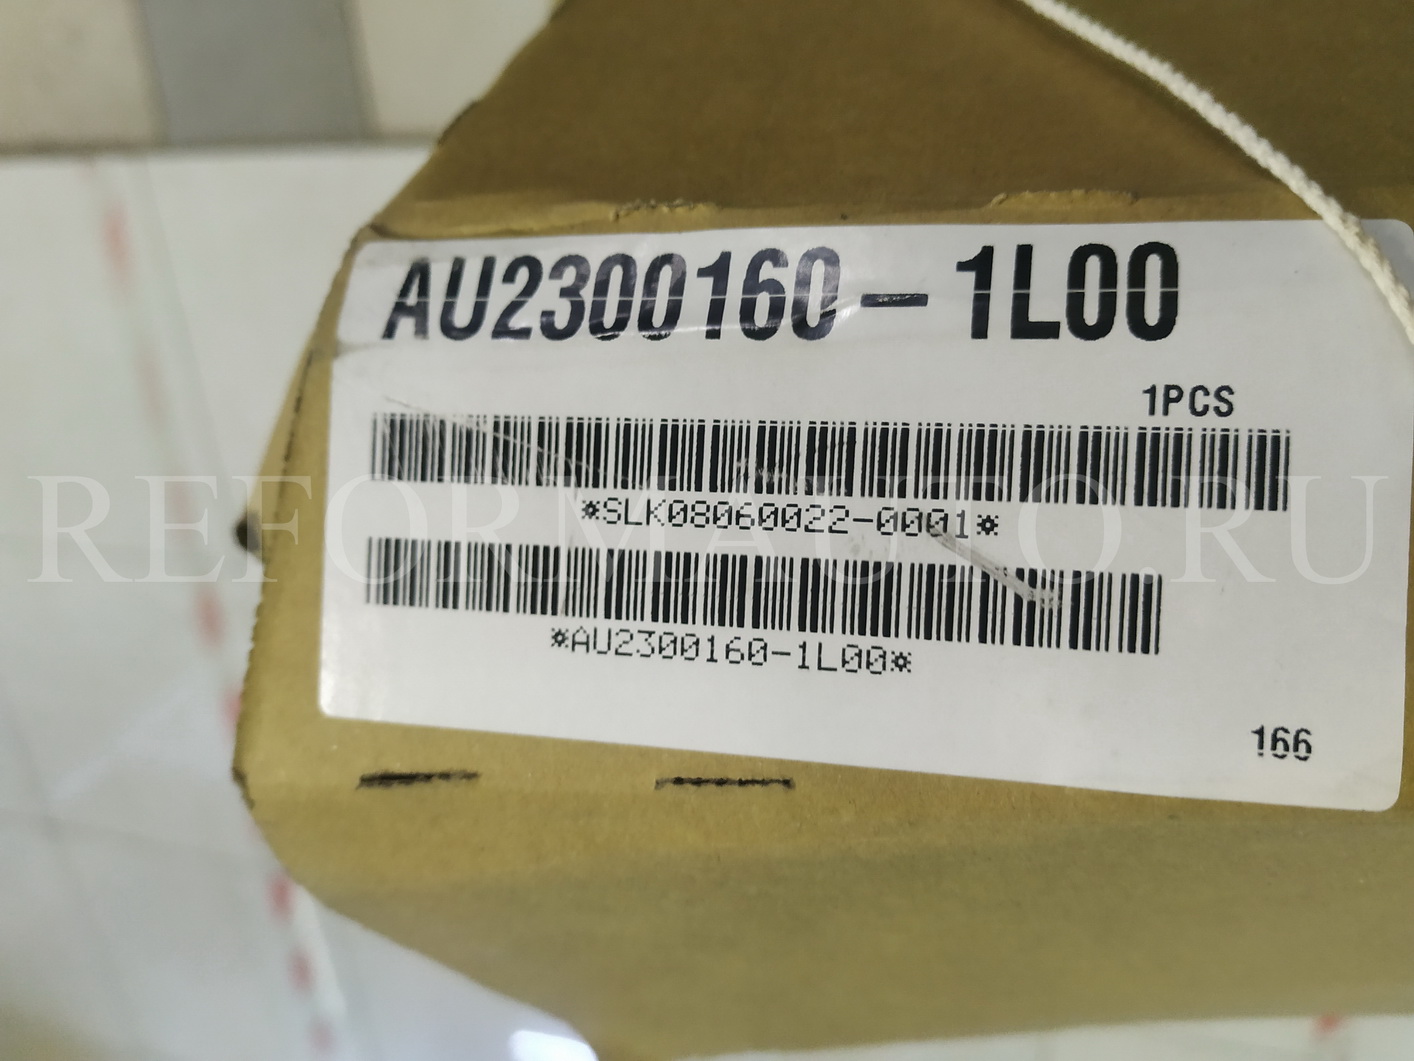 AU2300160-1L00
1PCS
*SLK08060022-0001*
REFORMAUTO.RU
*AU2300160-1L00*
166